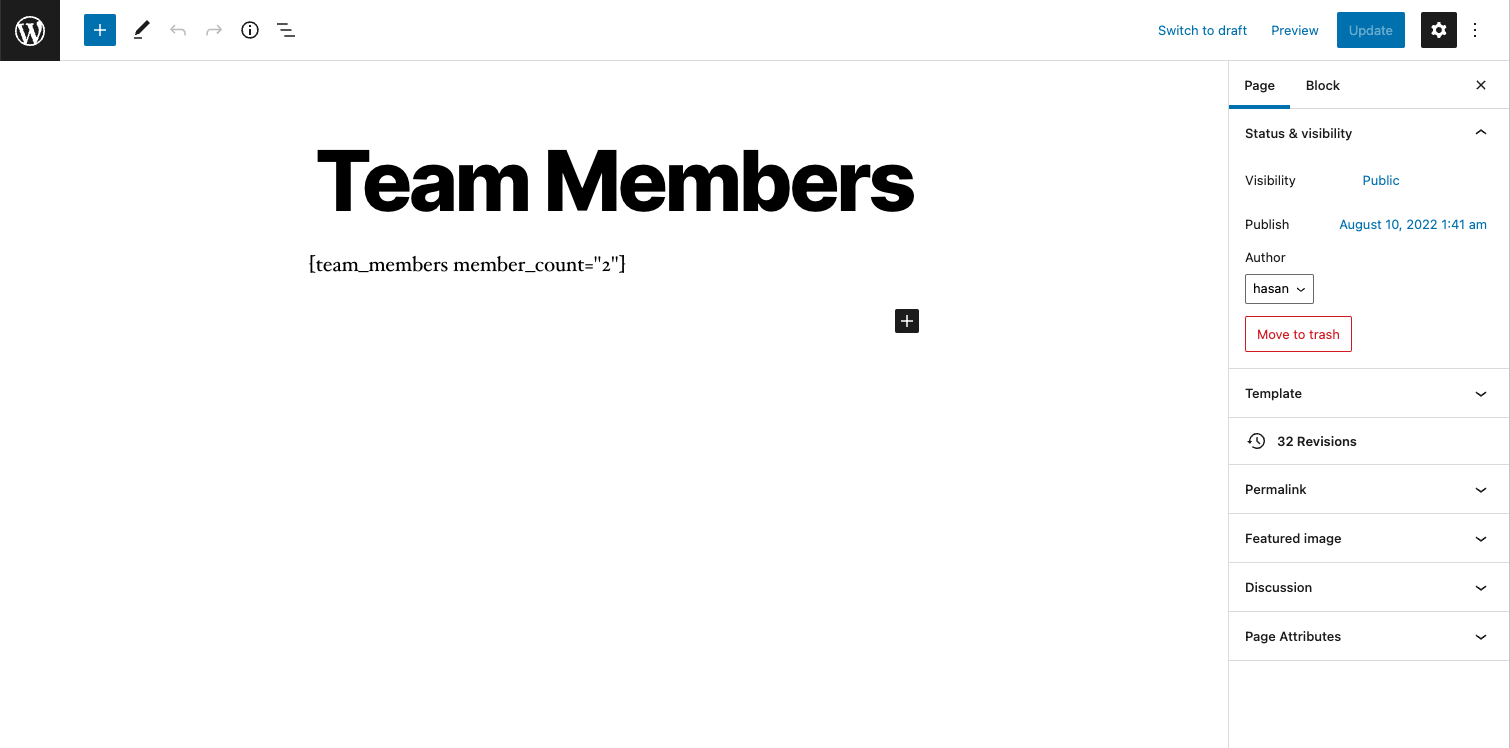 Switch to draft Preview Update
Page Block
Status & visibility
Team Members
Visibility Public
Publish August 10, 2022 1:41 am
[team_members member_count="2"]
Author
hasan
Move to trash
Template
32 Revisions
Permalink
Featured image
Discussion
Page Attributes